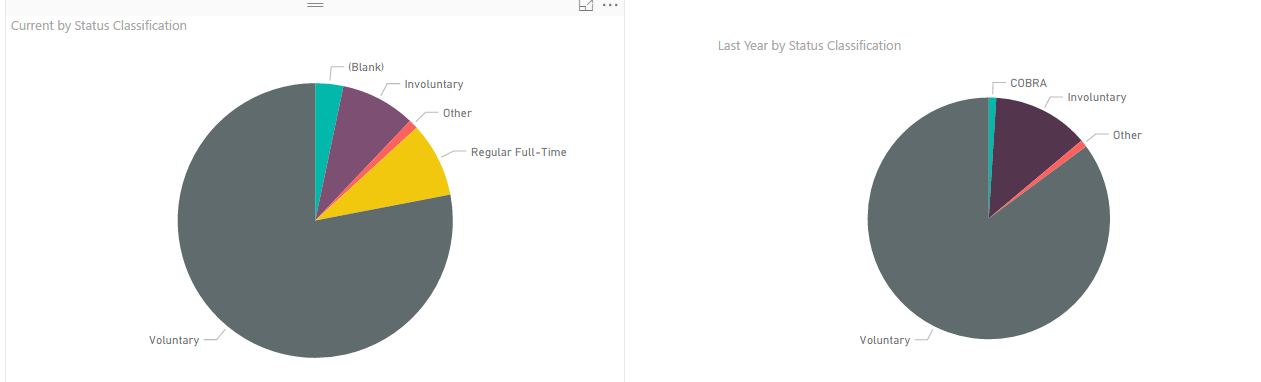 Current by Status Classification
(Blank)
Involuntary
Other
Regular Full-Time
Voluntary
Last Year by Status Classification
COBRA
Involuntary
Other
Voluntary